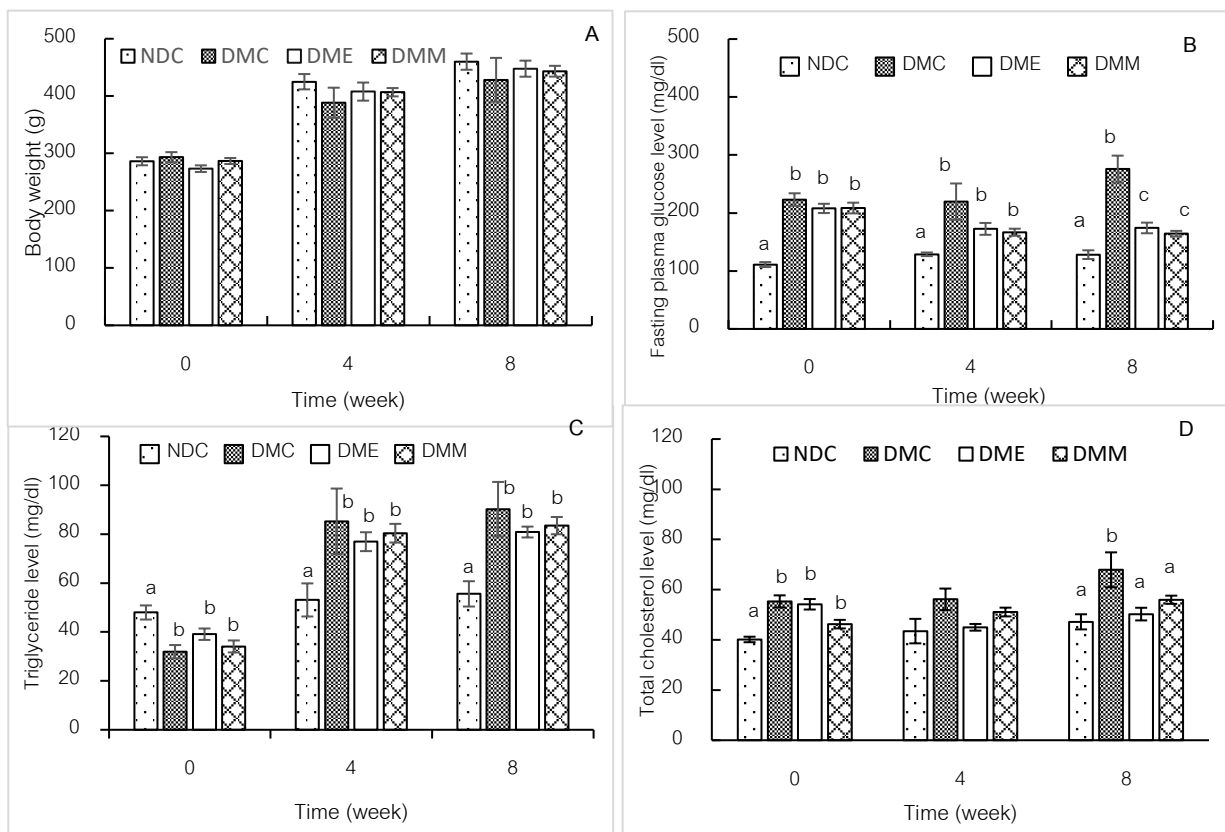 A
NDC DMC DME DMM
500
400
300
200
100
0
Body weight (g)
0 4 8
Time (week)
B
NDC DMC DME DMM
500
400
300
200
100
0
Fasting plasma glucose level (mg/dl)
a b b b
a b b b
a b c c
0 4 8
Time (week)
C
NDC DMC DME DMM
120
100
80
60
40
20
0
Triglyceride level (mg/dl)
a b b b
a b b b
a b b b
0 4 8
Time (week)
D
NDC DMC DME DMM
120
100
80
60
40
20
0
Total cholesterol level (mg/dl)
a b b b
a b a a
0 4 8
Time (week)